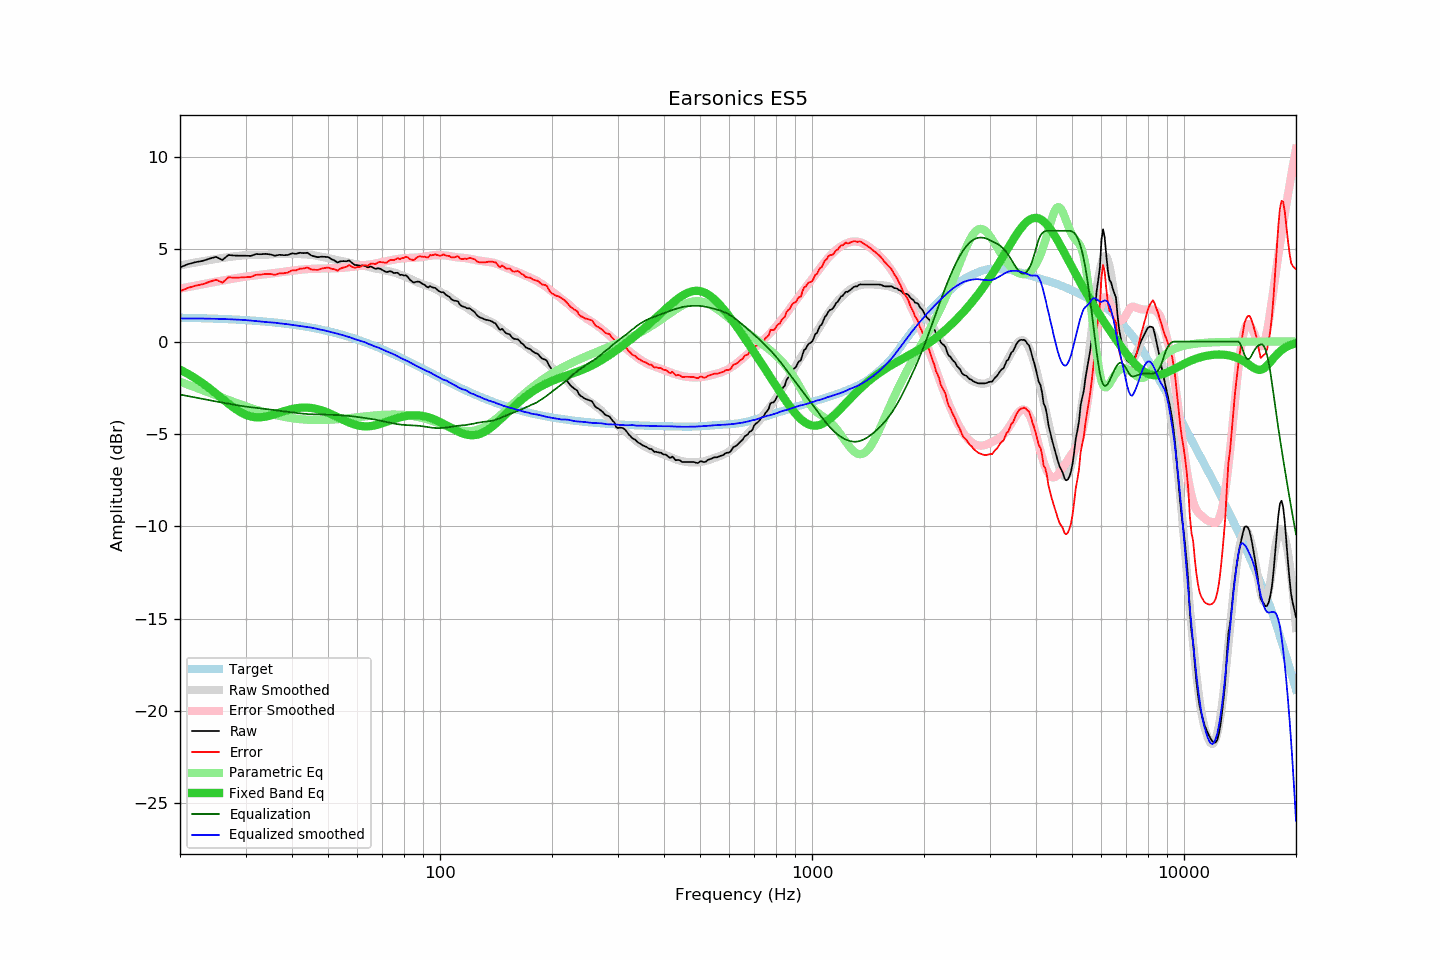 Earsonics ES5
10
5
0
−5
−10
−15
−20
−25
Amplitude (dBr)
Target
Raw Smoothed
Error Smoothed
Raw
Error
Parametric Eq
Fixed Band Eq
Equalization
Equalized smoothed
100
1000
10000
Frequency (Hz)